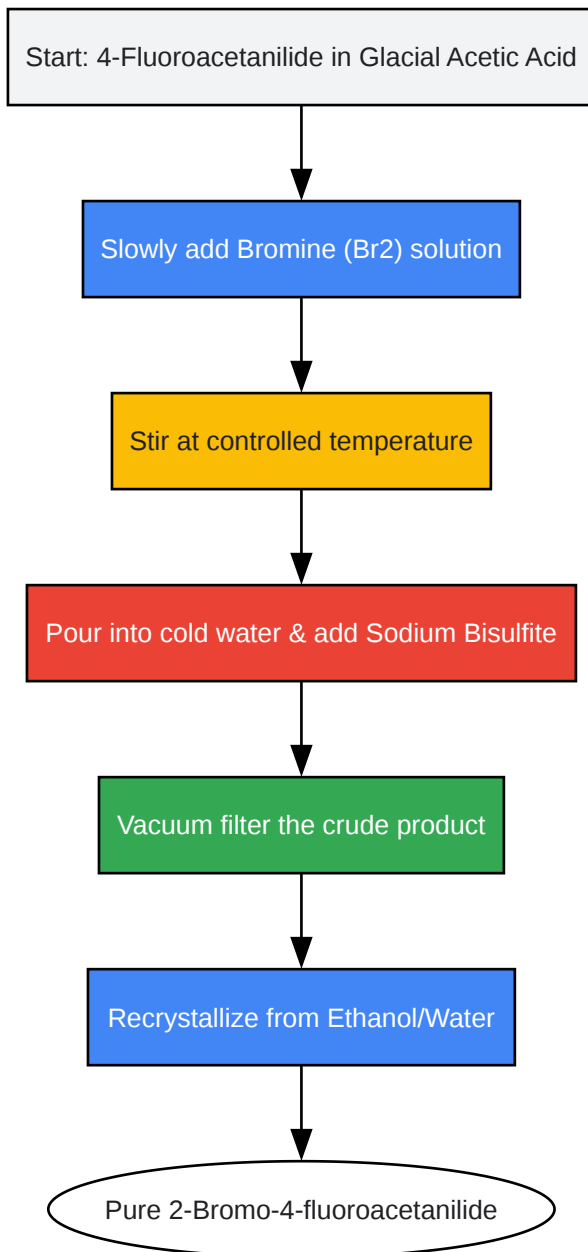 Start: 4-Fluoroacetanilide in Glacial Acetic Acid
Slowly add Bromine (Br2) solution
Stir at controlled temperature
Pour into cold water & add Sodium Bisulfite
Vacuum filter the crude product
Recrystallize from Ethanol/Water
Pure 2-Bromo-4-fluoroacetanilide